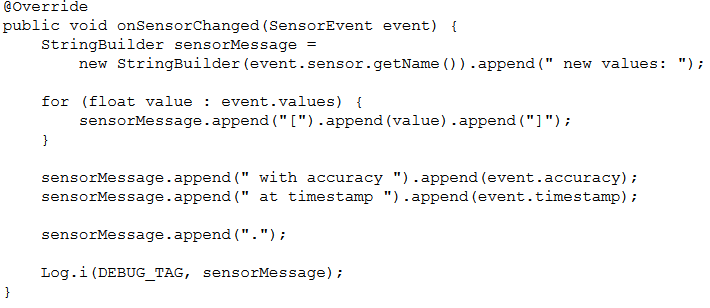 @Override
public void onSensorChanged(SensorEvent event) {
    StringBuilder sensorMessage =
        new StringBuilder(event.sensor.getName()).append(" new values: ");

    for (float value : event.values) {
        sensorMessage.append("[").append(value).append("]");
    }

    sensorMessage.append(" with accuracy ").append(event.accuracy);
    sensorMessage.append(" at timestamp ").append(event.timestamp);

    sensorMessage.append(".");

    Log.i(DEBUG_TAG, sensorMessage);
}